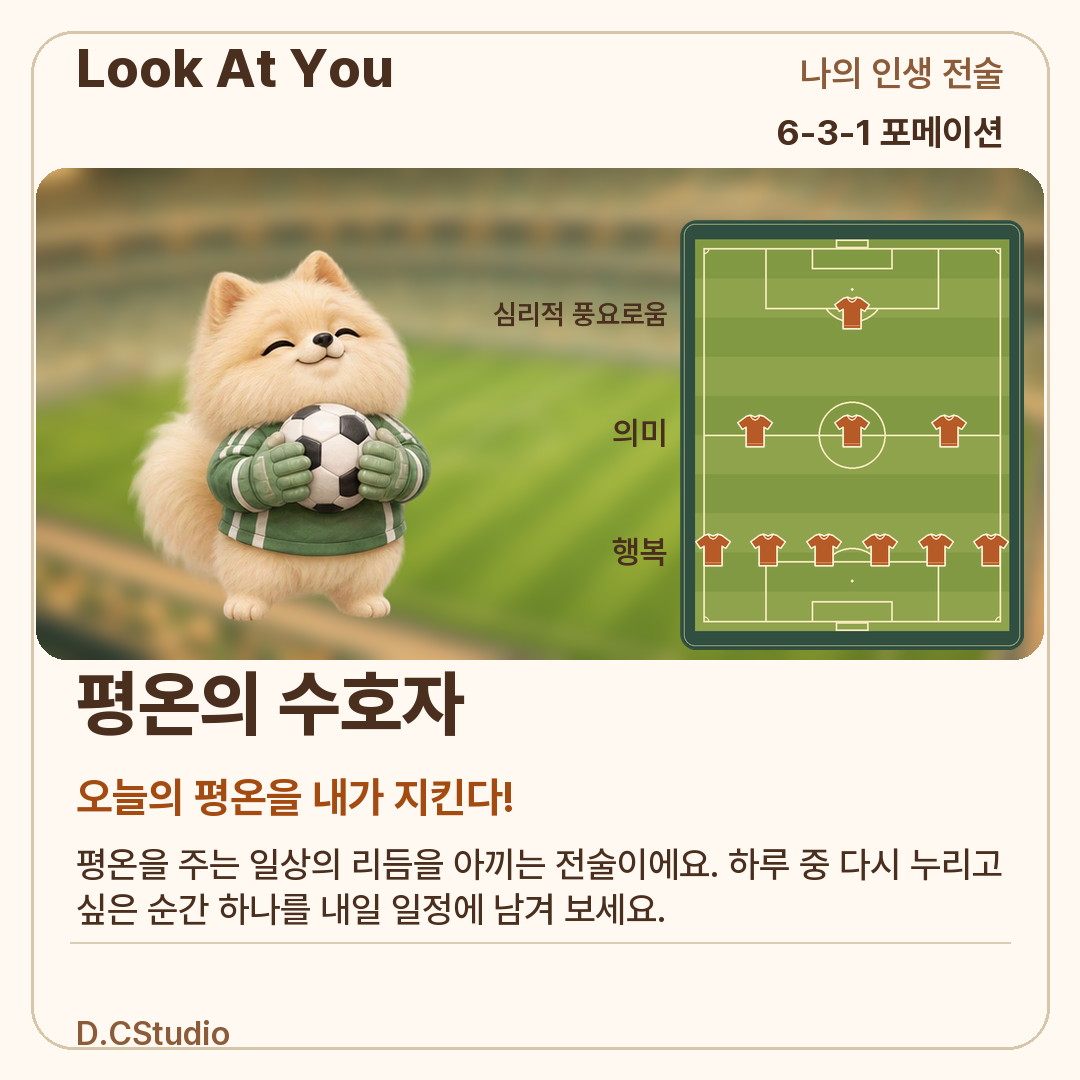 Look At You
나의 인생 전술
6-3-1 포메이션
심리적 풍요로움
의미
행복
평온의 수호자
오늘의 평온을 내가 지킨다!
평온을 주는 일상의 리듬을 아끼는 전술이에요. 하루 중 다시 누리고
싶은 순간 하나를 내일 일정에 남겨 보세요.
D.CStudio